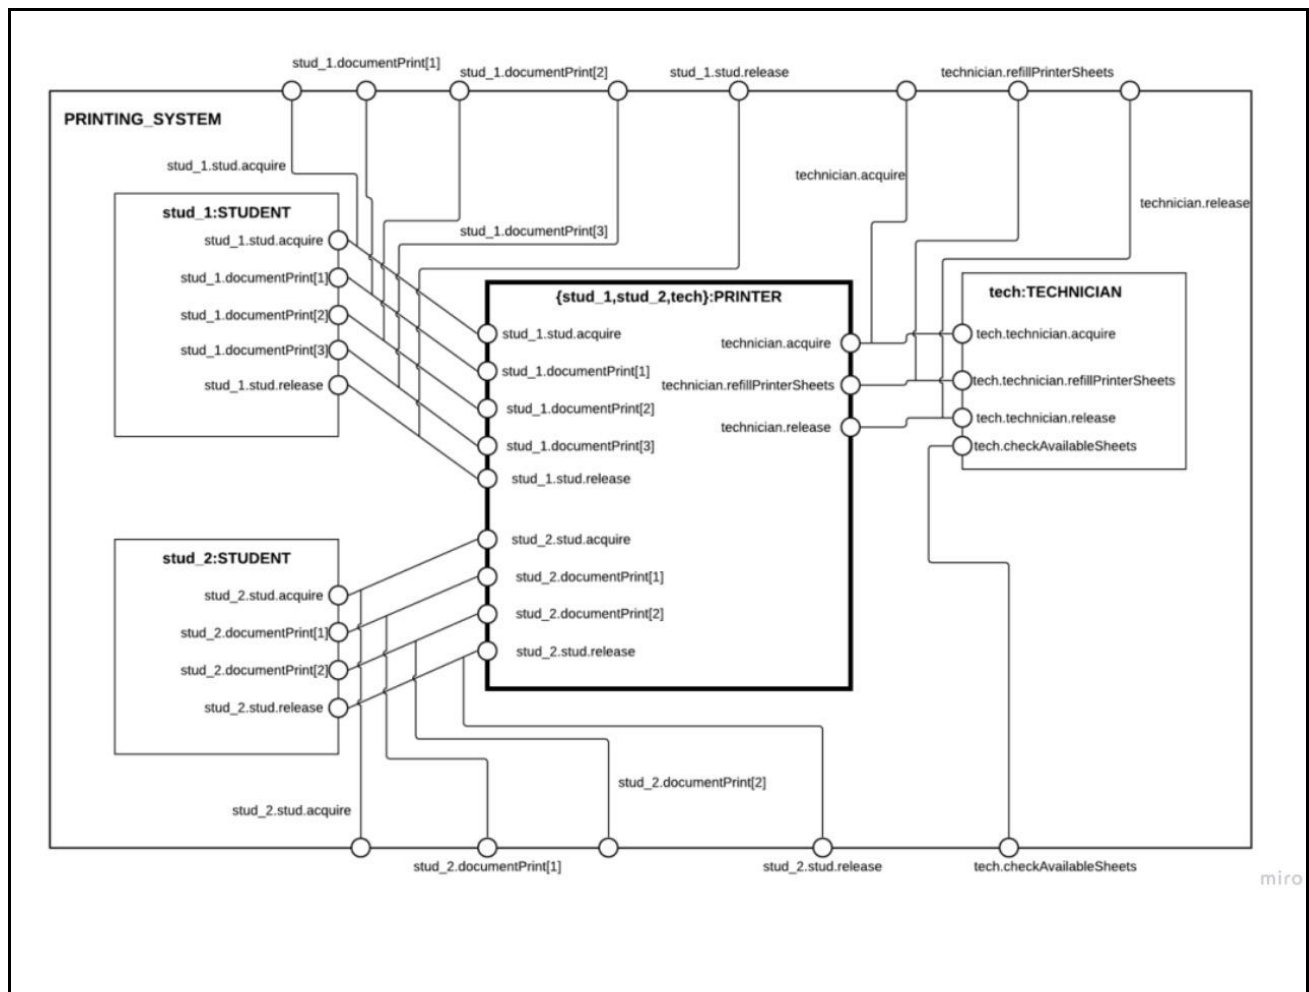 stud_1.documentPrint[1]
stud_1.documentPrint[2]
stud_1.stud.release
technician.refillPrinterSheets
PRINTING_SYSTEM
stud_1.stud.acquire
technician.acquire
technician.release
stud_1.documentPrint[3]
stud_1:STUDENT
stud_1.stud.acquire
stud_1.documentPrint[1]
stud_1.documentPrint[2]
stud_1.documentPrint[3]
stud_1.stud.release
{stud_1,stud_2,tech}:PRINTER
stud_1.stud.acquire
stud_1.documentPrint[1]
stud_1.documentPrint[2]
stud_1.documentPrint[3]
stud_1.stud.release
stud_2.stud.acquire
stud_2.documentPrint[1]
stud_2.documentPrint[2]
stud_2.stud.release
technician.acquire
technician.refillPrinterSheets
technician.release
tech:TECHNICIAN
tech.technician.acquire
tech.technician.refillPrinterSheets
tech.technician.release
tech.checkAvailableSheets
stud_2:STUDENT
stud_2.stud.acquire
stud_2.documentPrint[1]
stud_2.documentPrint[2]
stud_2.stud.release
stud_2.documentPrint[2]
stud_2.stud.acquire
stud_2.documentPrint[1]
stud_2.stud.release
tech.checkAvailableSheets
miro